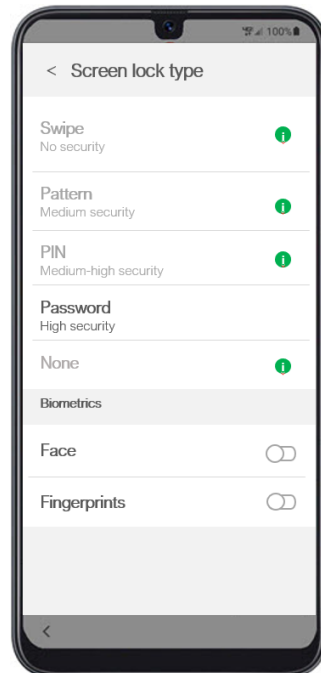 100%
< Screen lock type
Swipe
No security
Pattern
Medium security
PIN
Medium-high security
Password
High security
None
Biometrics
Face
Fingerprints